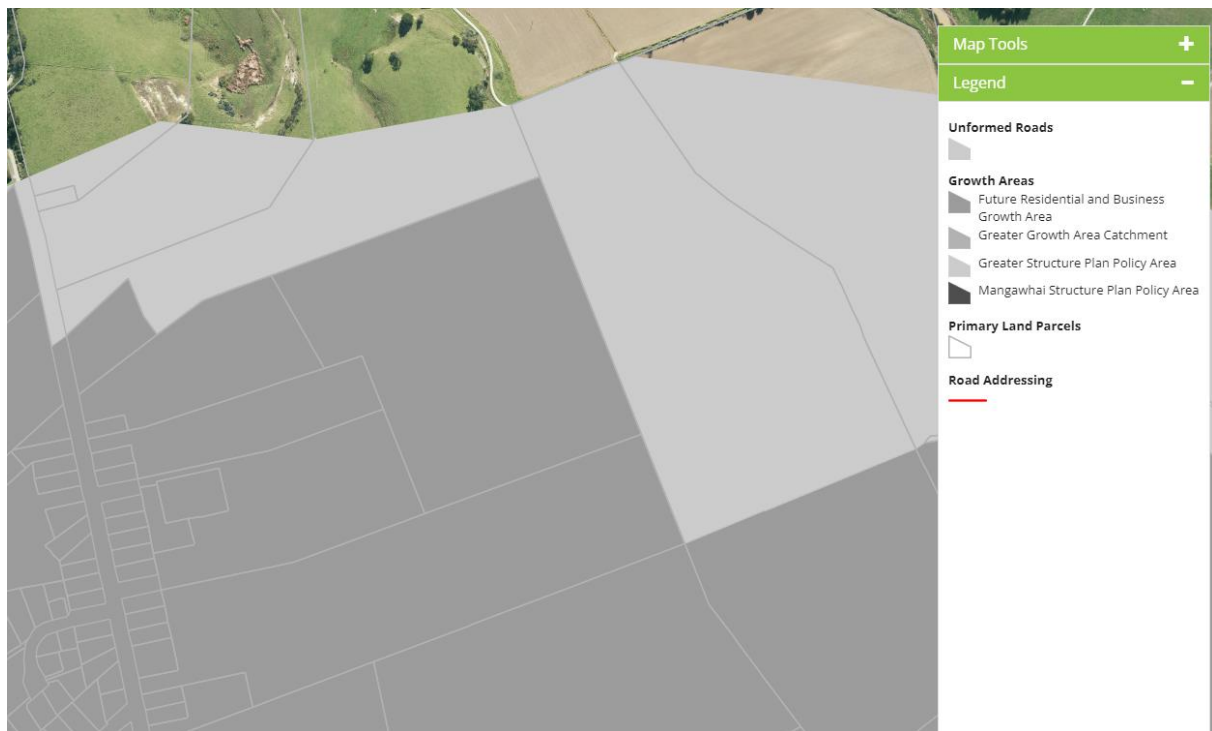 Map Tools +
Legend -
Unformed Roads
Growth Areas
Future Residential and Business
Growth Area
Greater Growth Area Catchment
Greater Structure Plan Policy Area
Mangawhai Structure Plan Policy Area
Primary Land Parcels
Road Addressing